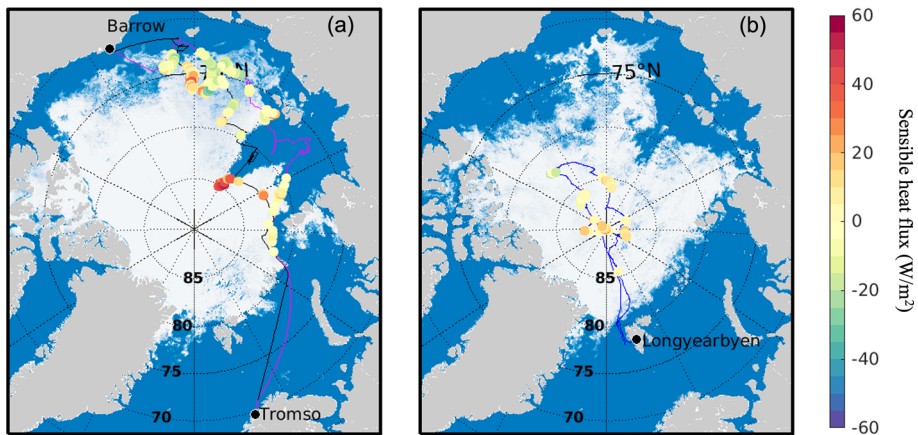 (a)
Barrow
75°N
85
80
75
70
Tromso
(b)
75°N
85
80
75
70
Longyearbyen
60
40
20
0
-20
-40
-60
Sensible heat flux (W/m²)